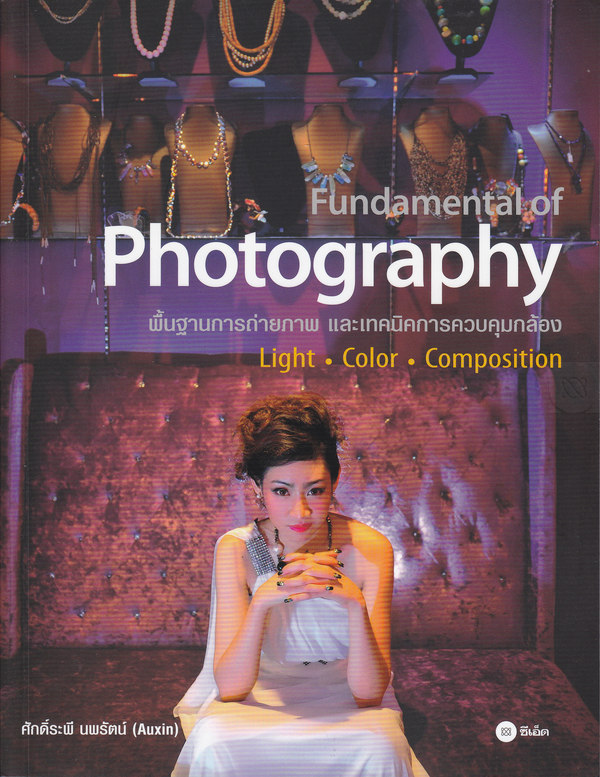 Fundamental of
Photography
พื้นฐานการถ่ายภาพ และเทคนิคการควบคุมกล้อง
Light • Color • Composition
ศักดิ์ระพี นพรัตน์ (Auxin)
ซีเอ็ด